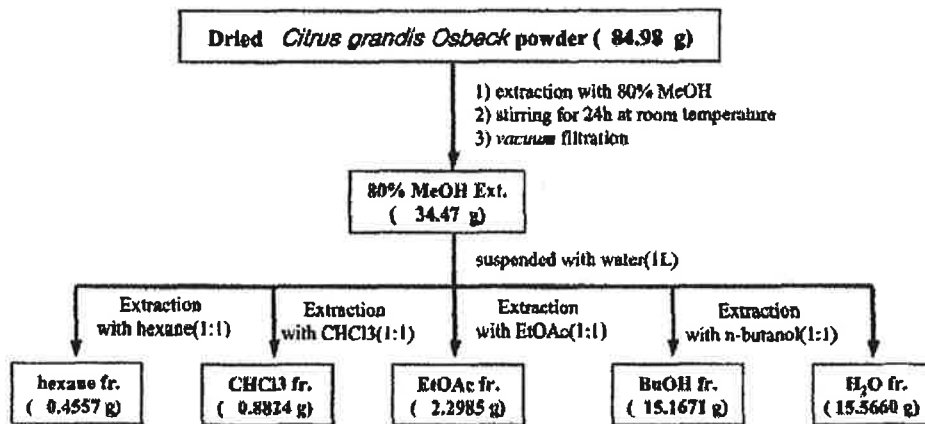 Dried Citrus grandis Osbeck powder ( 84.98 g)
1) extraction with 80% MeOH
2) stirring for 24h at room temperature
3) vacuum filtration
80% MeOH Ext.
( 34.47 g)
suspended with water(1L)
Extraction
with hexane(1:1)
Extraction
with CHCl3(1:1)
Extraction
with EtOAc(1:1)
Extraction
with n-butanol(1:1)
hexane fr.
( 0.4557 g)
CHCl3 fr.
( 0.8824 g)
EtOAc fr.
( 2.2985 g)
BuOH fr.
( 15.1671 g)
H₂O fr.
(15.5660 g)